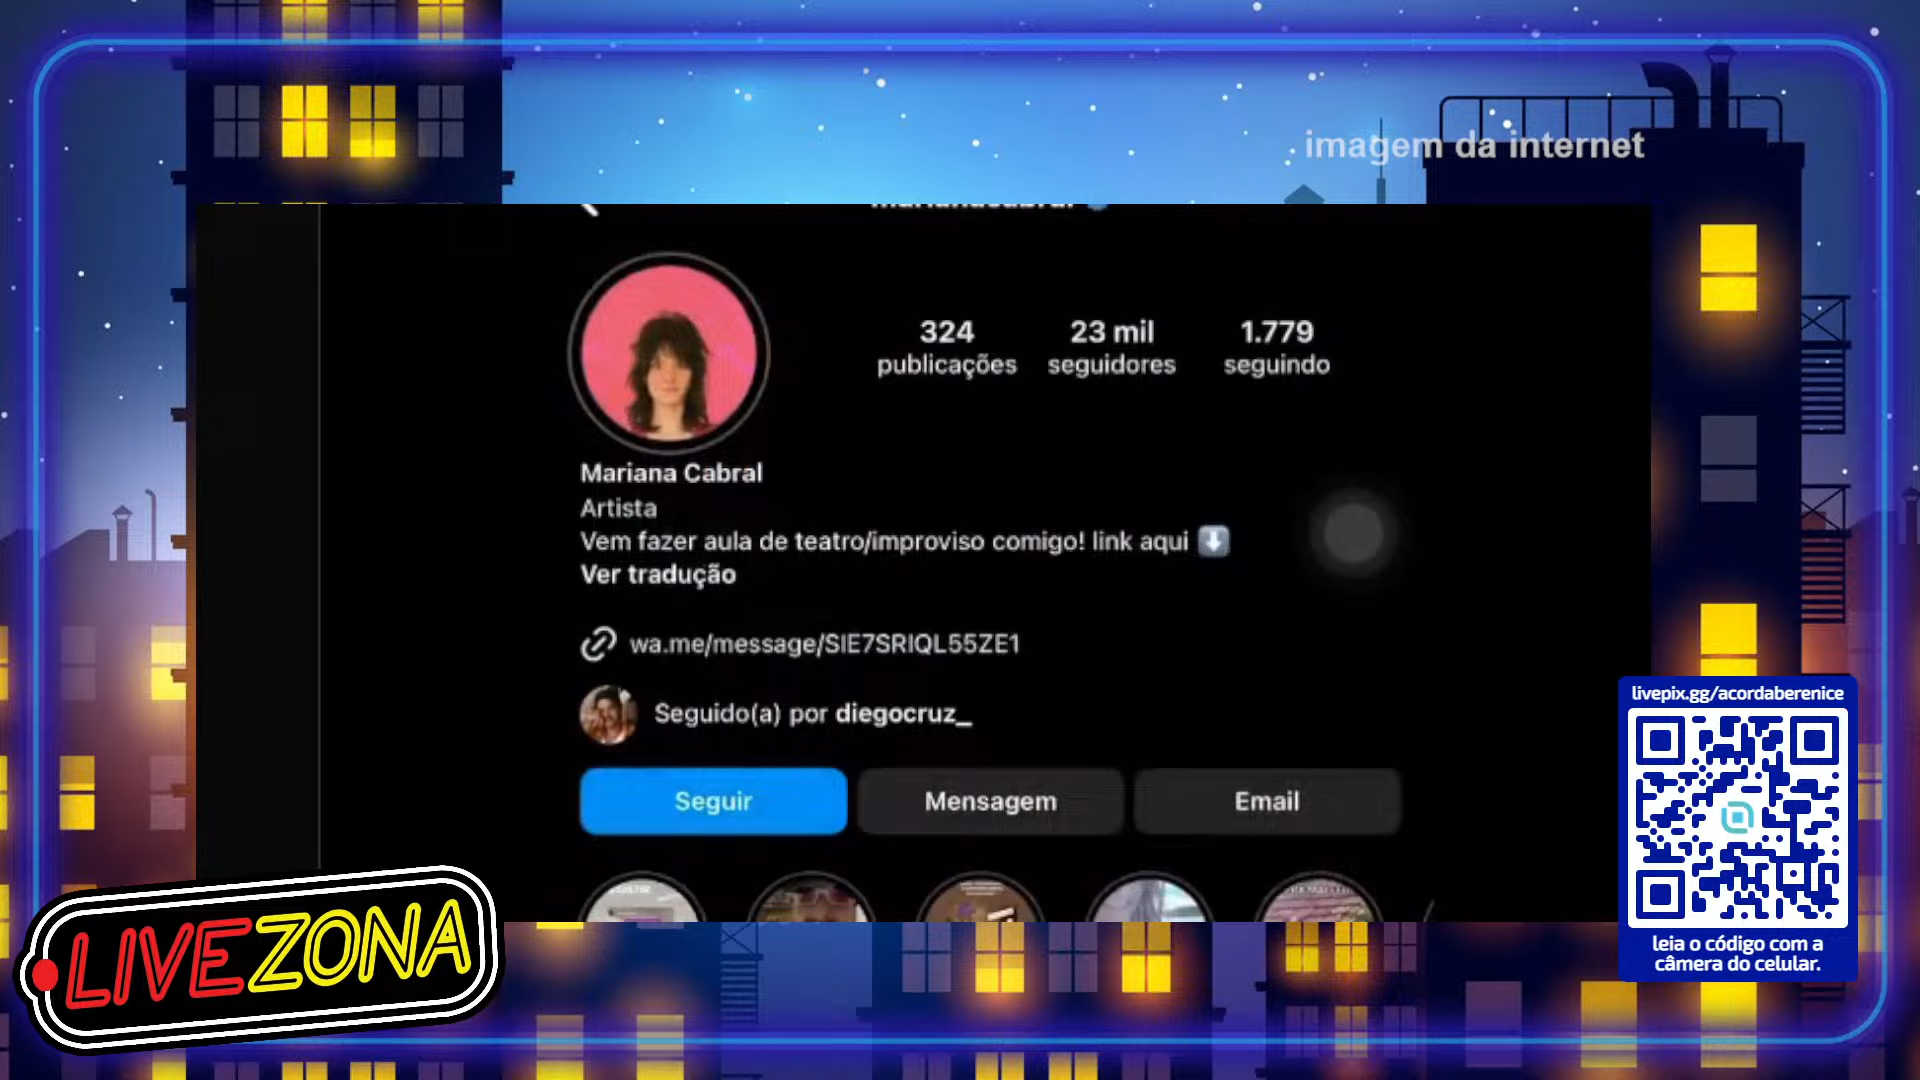 imagem da internet
324
publicações
23 mil
seguidores
1.779
seguindo
Mariana Cabral
Artista
Vem fazer aula de teatro/improviso comigo! link aqui
Ver tradução
wa.me/message/SIE7SRIQL55ZE1
Seguido(a) por diegocruz_
Seguir
Mensagem
Email
LIVEZONA
livepix.gg/acordaberenice
leia o código com a
câmera do celular.